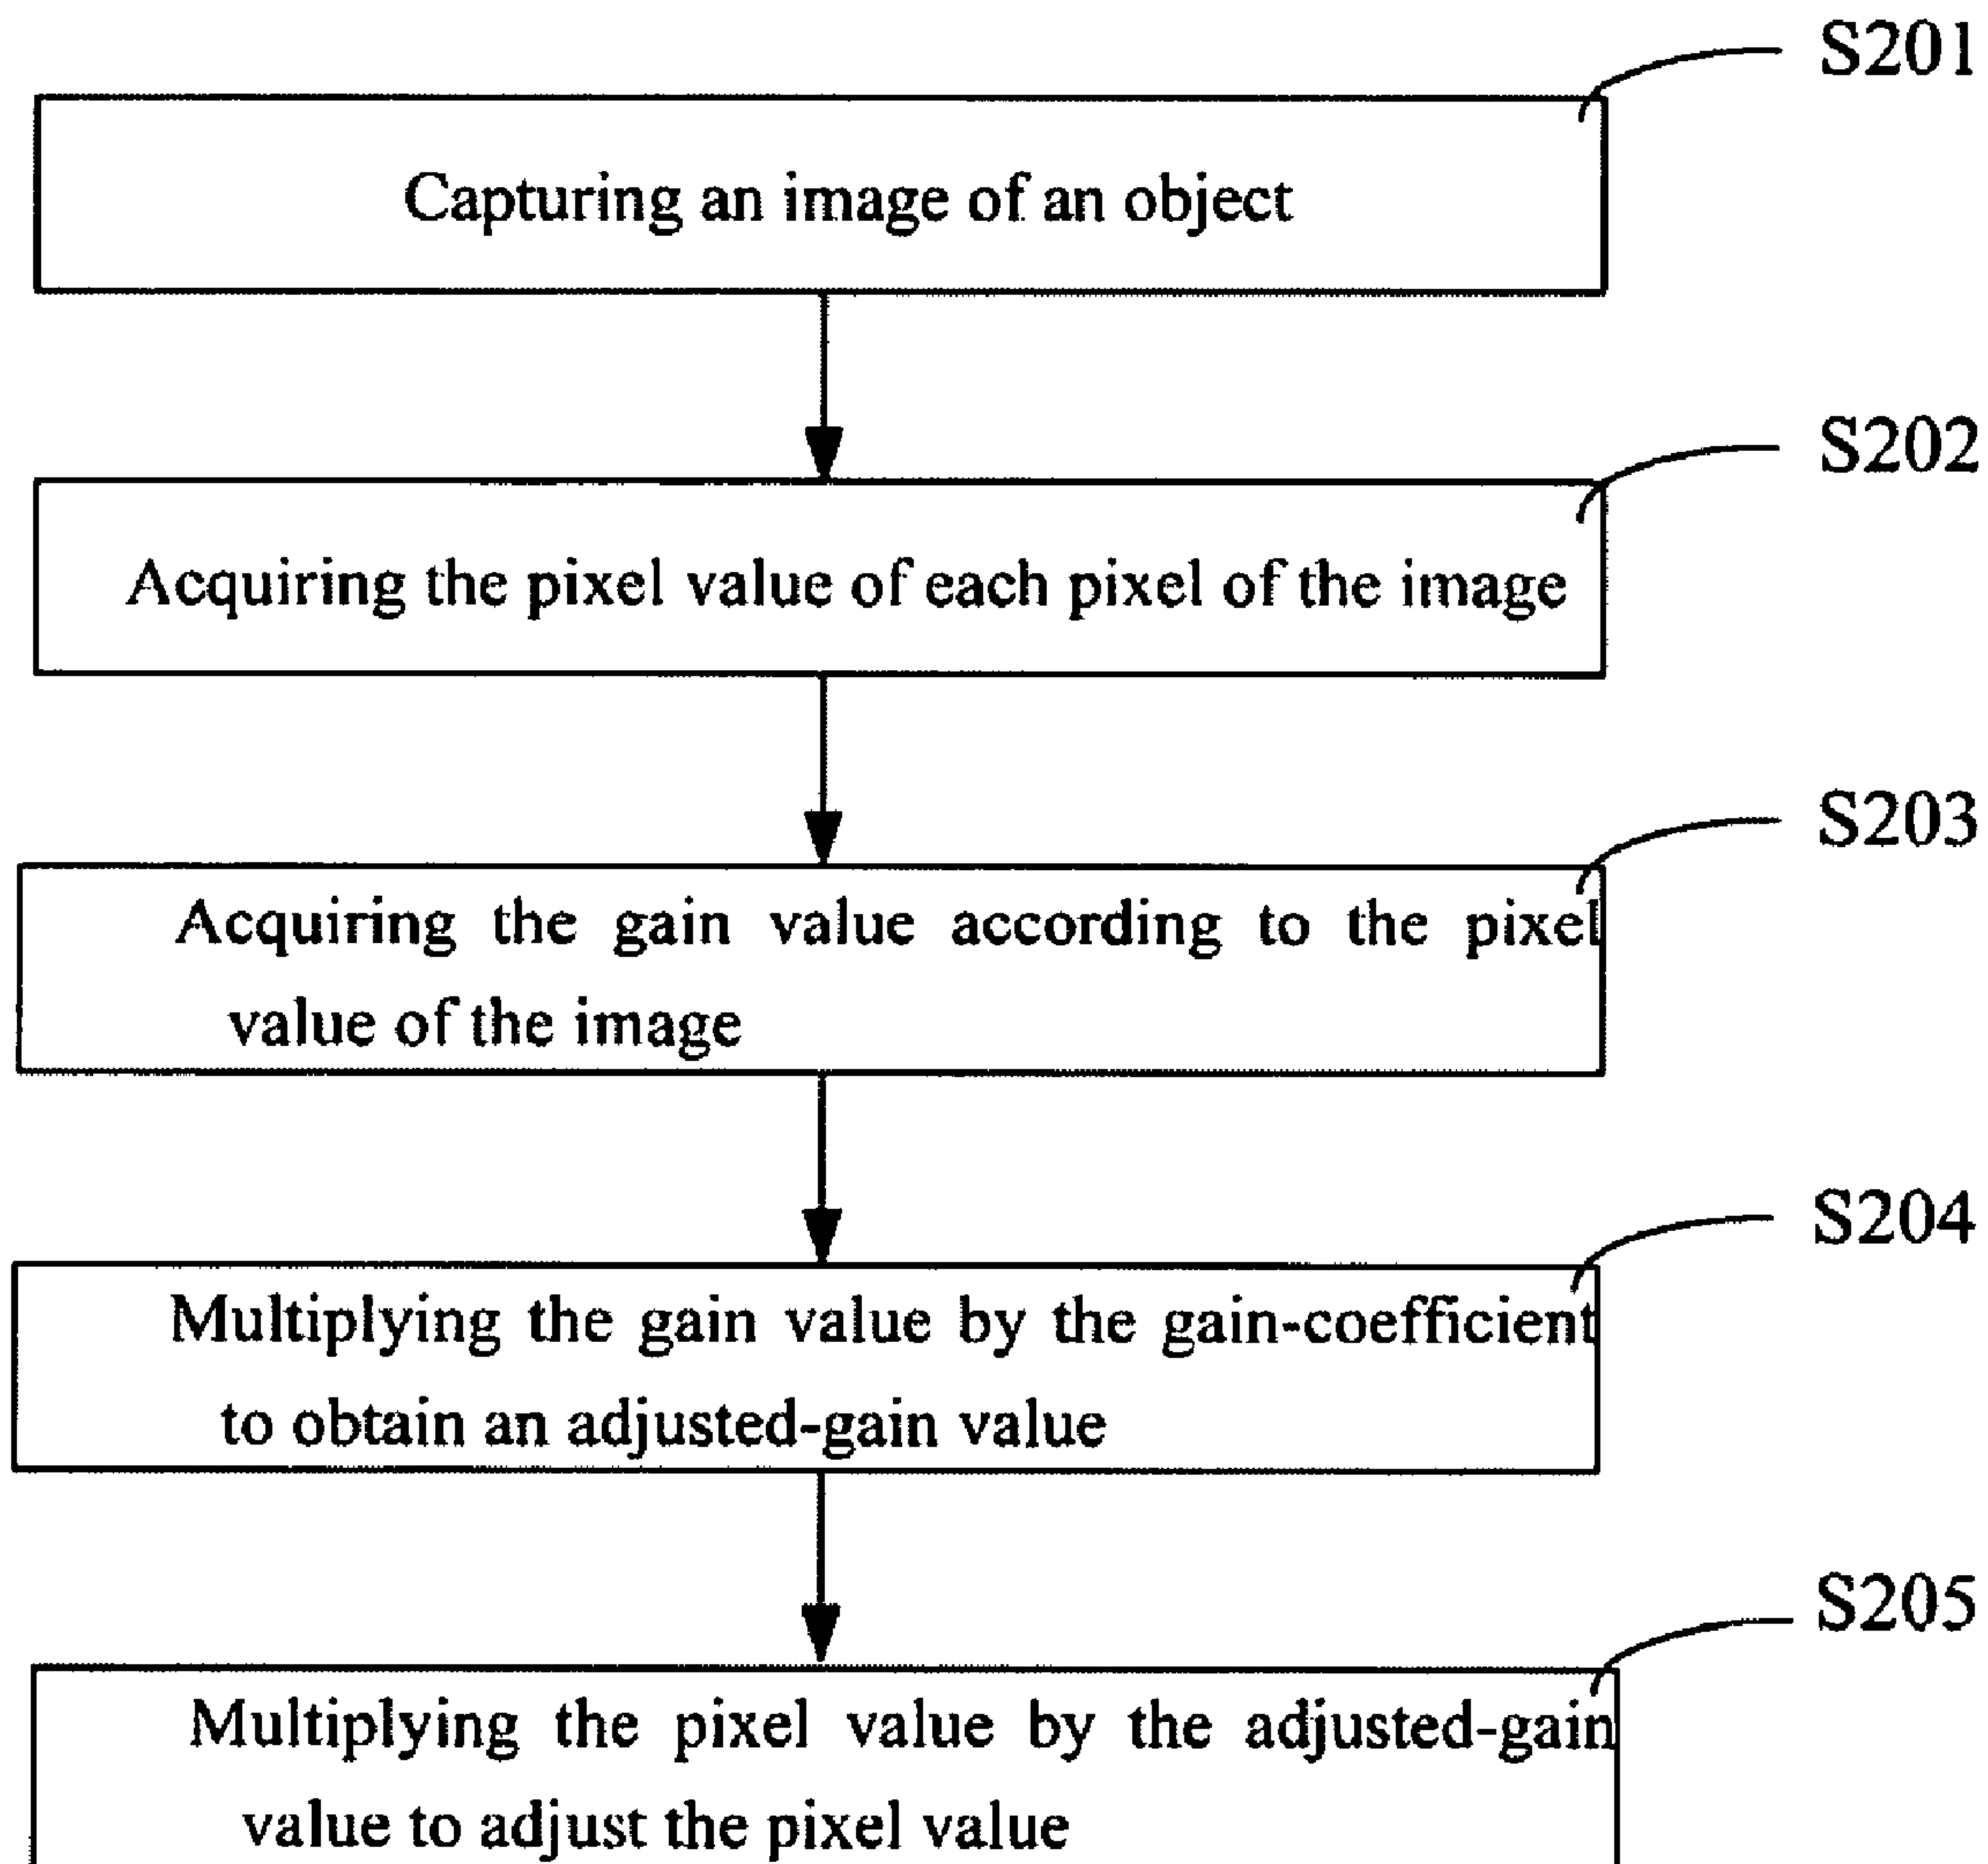 S201
Capturing an image of an object
S202
Acquiring the pixel value of each pixel of the image
S203
Acquiring the gain value according to the pixel
value of the image
S204
Multiplying the gain value by the gain-coefficient
to obtain an adjusted-gain value
S205
Multiplying the pixel value by the adjusted-gain
value to adjust the pixel value